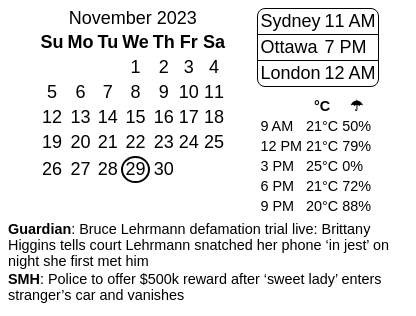 November 2023
Su Mo Tu We Th Fr Sa
1 2 3 4
5 6 7 8 9 10 11
12 13 14 15 16 17 18
19 20 21 22 23 24 25
26 27 28 29 30
Sydney 11 AM
Ottawa 7 PM
London 12 AM
°C ☂
9 AM 21°C 50%
12 PM 21°C 79%
3 PM 25°C 0%
6 PM 21°C 72%
9 PM 20°C 88%
Guardian: Bruce Lehrmann defamation trial live: Brittany
Higgins tells court Lehrmann snatched her phone ‘in jest’ on
night she first met him
SMH: Police to offer $500k reward after ‘sweet lady’ enters
stranger’s car and vanishes